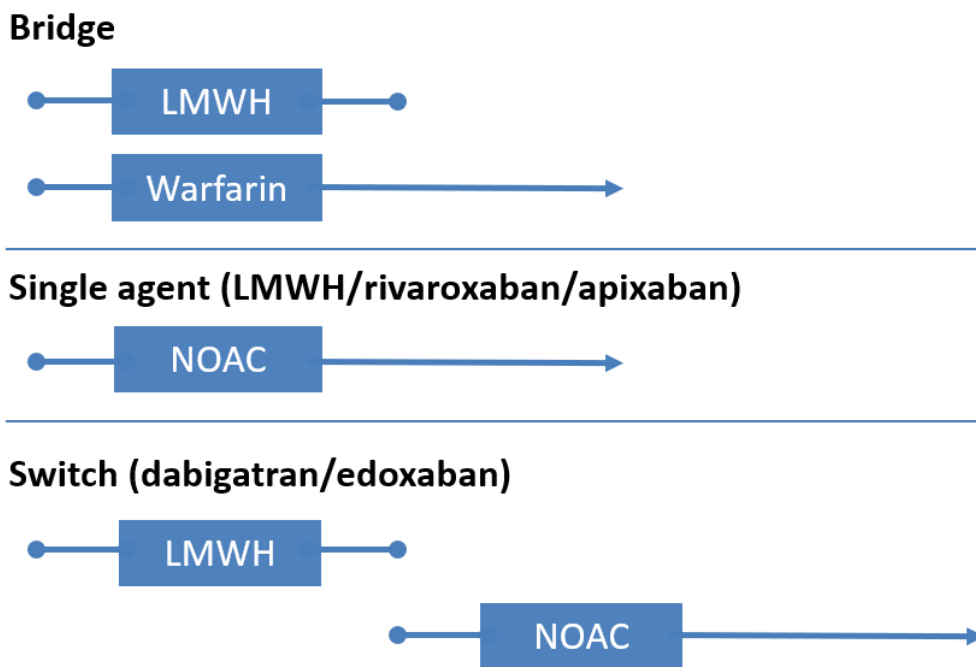 Bridge
LMWH
Warfarin
Single agent (LMWH/rivaroxaban/apixaban)
NOAC
Switch (dabigatran/edoxaban)
LMWH
NOAC